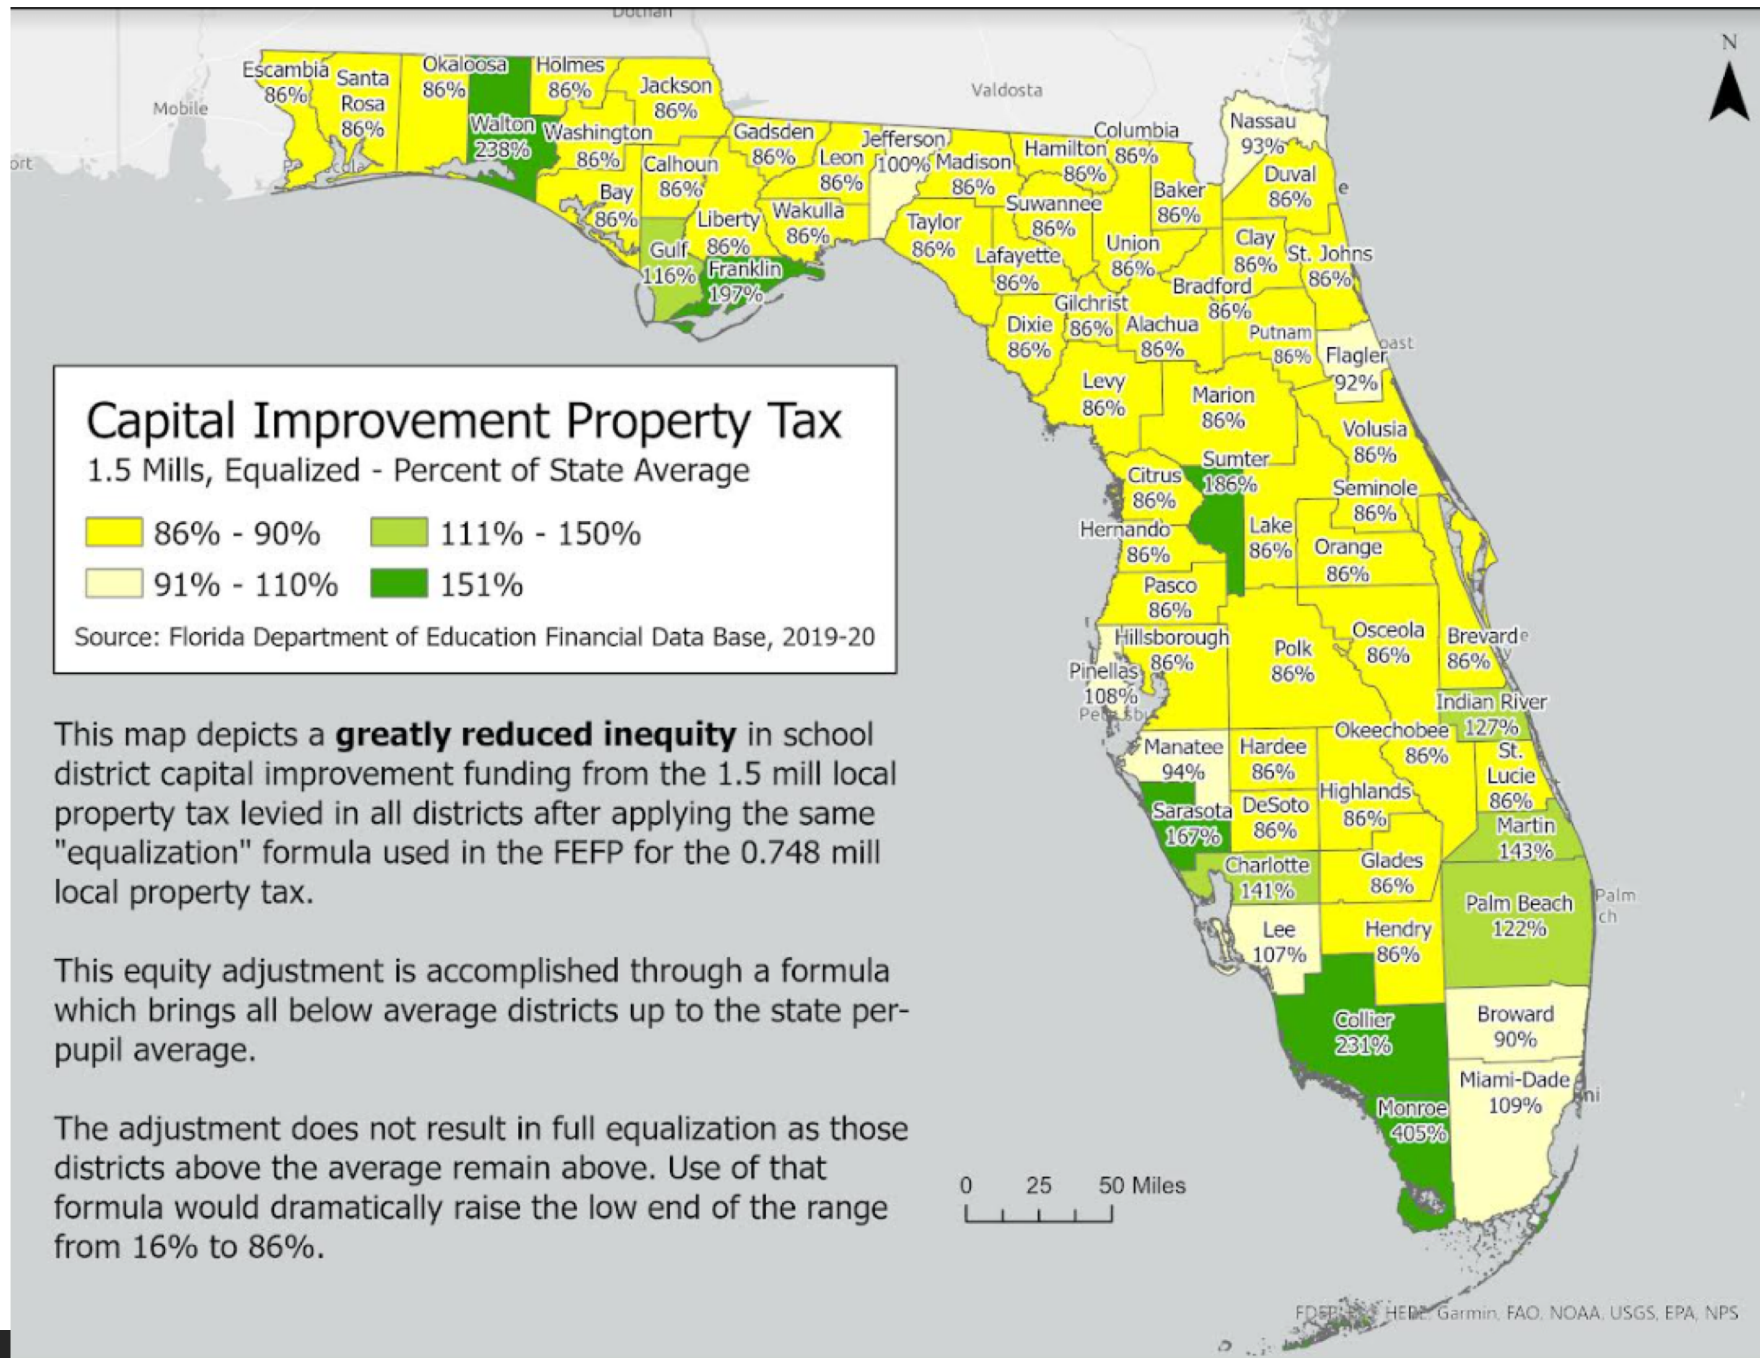 Dothan
N
Mobile
Valdosta
ort
Escambia
86%
Santa
Rosa
86%
Okaloosa
86%
Walton
238%
Holmes
86%
Washington
86%
Jackson
86%
Bay
86%
Calhoun
86%
Gulf
116%
Liberty
86%
Franklin
197%
Gadsden
86%
Leon
86%
Wakulla
86%
Jefferson
100%
Madison
86%
Taylor
86%
Hamilton
86%
Suwannee
86%
Lafayette
86%
Columbia
86%
Baker
86%
Union
86%
Nassau
93%
Duval
86%
e
Clay
86%
St. Johns
86%
Bradford
86%
Gilchrist
86%
Dixie
86%
Alachua
86%
Putnam
86%
Flagler
92%
oast
Levy
86%
Marion
86%
Volusia
86%
Citrus
86%
Sumter
186%
Seminole
86%
Hernando
86%
Lake
86%
Orange
86%
Pasco
86%
Hillsborough
86%
Pinellas
108%
Polk
86%
Osceola
86%
Brevard
86%
Indian River
127%
Okeechobee
86%
Manatee
94%
Hardee
86%
St.
Lucie
86%
Sarasota
167%
DeSoto
86%
Highlands
86%
Martin
143%
Charlotte
141%
Glades
86%
Palm Beach
122%
Palm
ch
Lee
107%
Hendry
86%
Collier
231%
Broward
90%
Miami-Dade
109%
Monroe
405%
Capital Improvement Property Tax
1.5 Mills, Equalized - Percent of State Average
86% - 90% 111% - 150%
91% - 110% 151%
Source: Florida Department of Education Financial Data Base, 2019-20
This map depicts a greatly reduced inequity in school
district capital improvement funding from the 1.5 mill local
property tax levied in all districts after applying the same
"equalization" formula used in the FEFP for the 0.748 mill
local property tax.
This equity adjustment is accomplished through a formula
which brings all below average districts up to the state per-
pupil average.
The adjustment does not result in full equalization as those
districts above the average remain above. Use of that
formula would dramatically raise the low end of the range
from 16% to 86%.
0 25 50 Miles
Garmin, FAO, NOAA, USGS, EPA, NPS